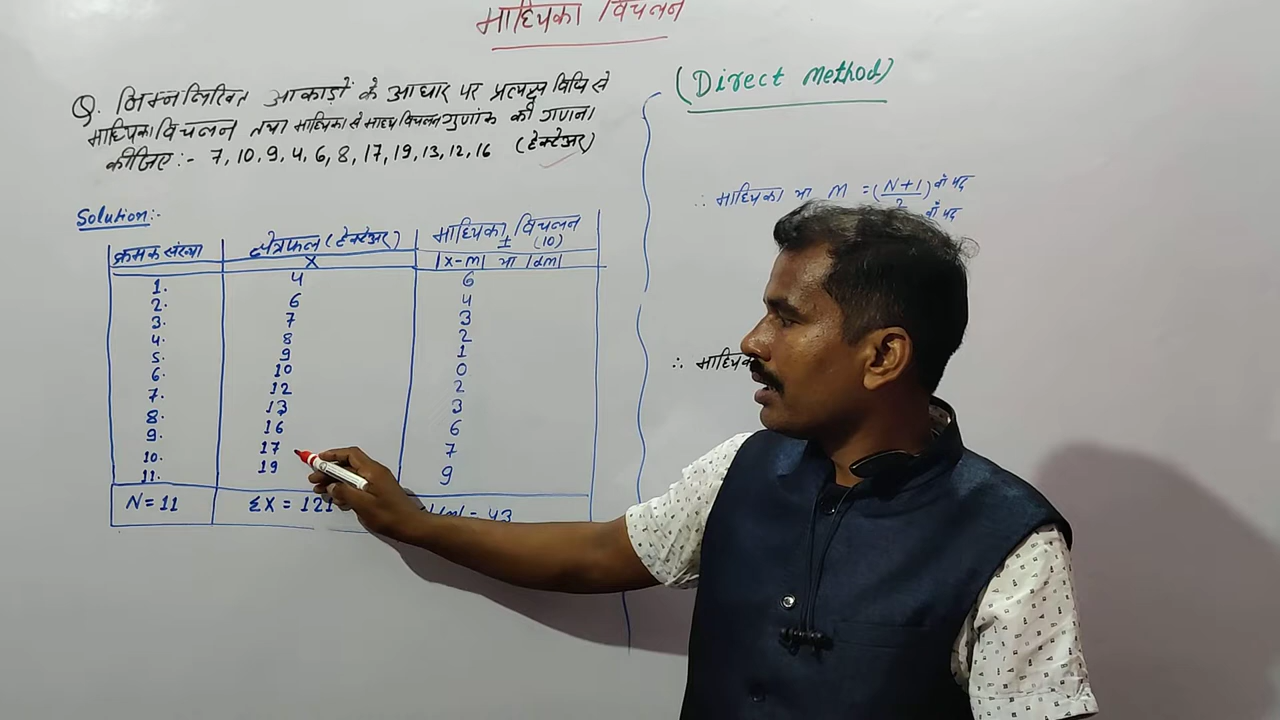 माध्यिका विचलन
Q. निम्नलिखित आकाड़ों के आधार पर प्रत्यक्ष विधि से
माध्यिका विचलन तथा माध्यिका से माध्य विचलन गुणांक की गणना
कीजिए :- 7, 10, 9, 4, 6, 8, 17, 19, 13, 12, 16 (हेक्टेअर)
Solution:-
क्रमक संख्या क्षेत्रफल (हेक्टेअर) माध्यिका विचलन
± (10)
X |X-M| या |dM|
1. 4 6
2. 6 4
3. 7 3
4. 8 2
5. 9 1
6. 10 0
7. 12 2
8. 13 3
9. 16 6
10. 17 7
11. 19 9
N = 11 ΣX = 121 = 43
(Direct Method)
∴ माध्यिका या M = (N+1/2) वाँ पद
वाँ पद
∴